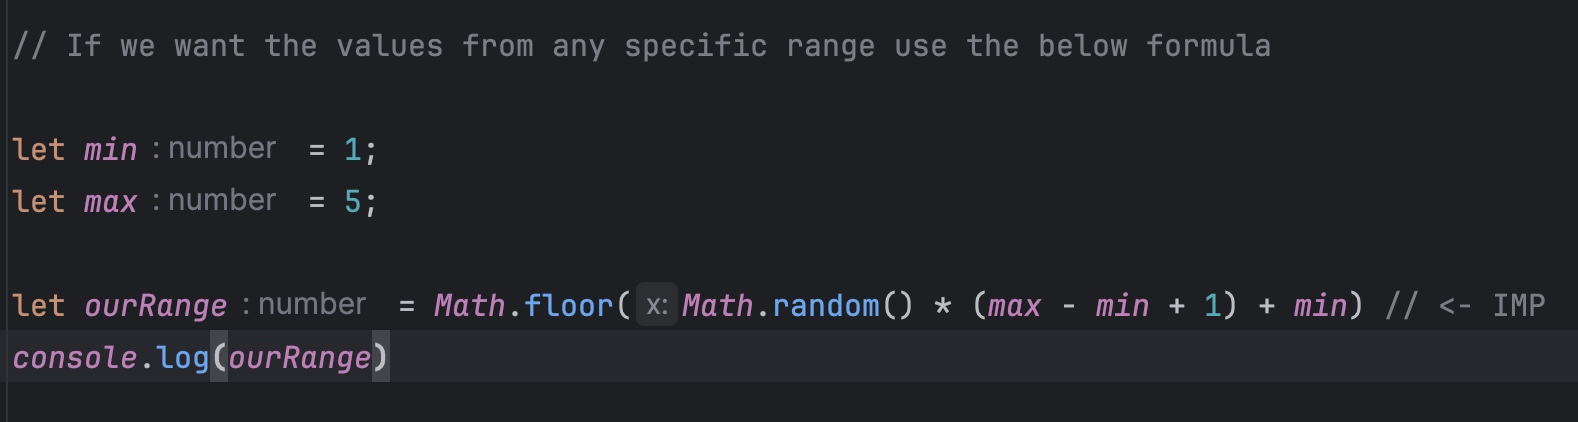 // If we want the values from any specific range use the below formula
let min : number = 1;
let max : number = 5;
let ourRange : number = Math.floor( x: Math.random() * (max - min + 1) + min) // <- IMP
console.log(ourRange)